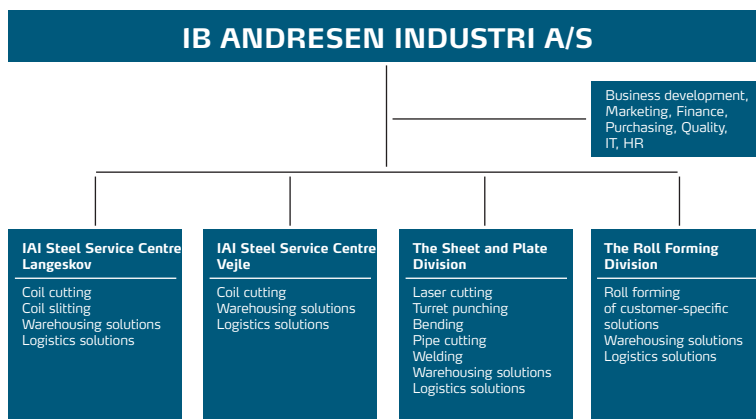 IB ANDRESEN INDUSTRI A/S
Business development,
Marketing, Finance,
Purchasing, Quality,
IT, HR
IAI Steel Service Centre
Langeskov
Coil cutting
Coil slitting
Warehousing solutions
Logistics solutions
IAI Steel Service Centre
Vejle
Coil cutting
Warehousing solutions
Logistics solutions
The Sheet and Plate
Division
Laser cutting
Turret punching
Bending
Pipe cutting
Welding
Warehousing solutions
Logistics solutions
The Roll Forming
Division
Roll forming
of customer-specific
solutions
Warehousing solutions
Logistics solutions